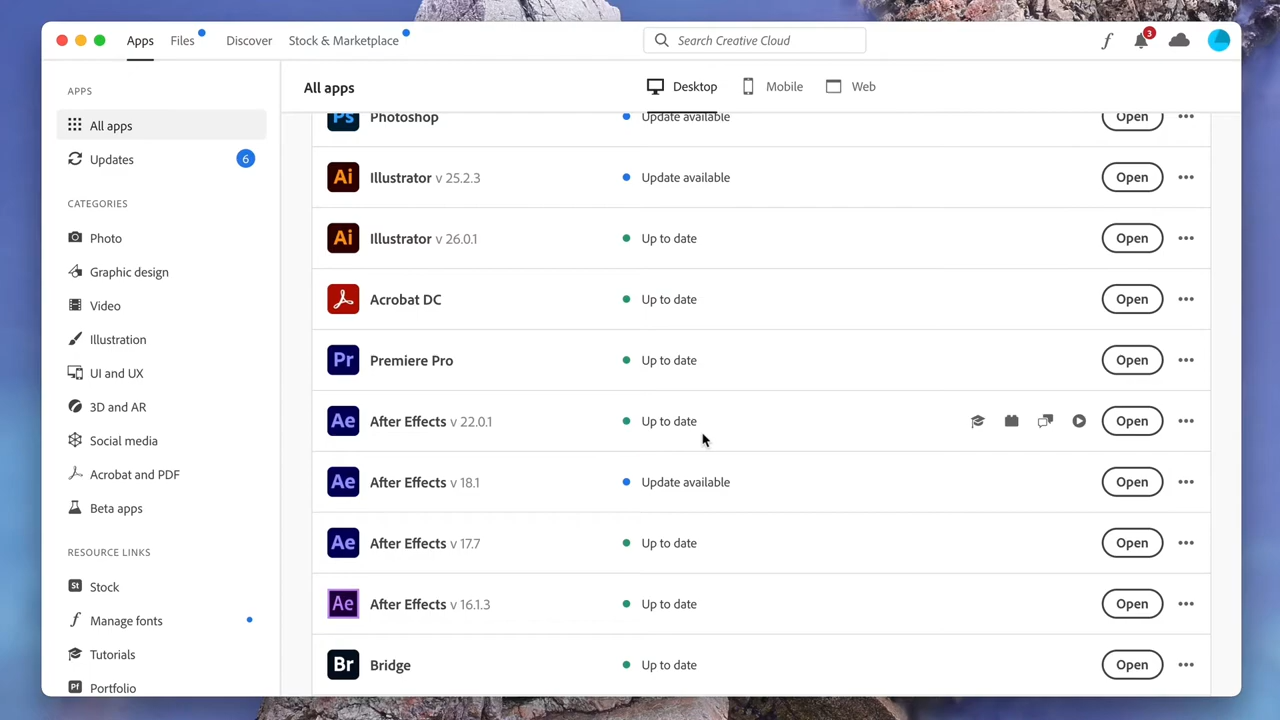 Apps
Files
Discover
Stock & Marketplace
Search Creative Cloud
f
3
APPS
All apps
Updates
6
CATEGORIES
Photo
Graphic design
Video
Illustration
UI and UX
3D and AR
Social media
Acrobat and PDF
Beta apps
RESOURCE LINKS
St Stock
f Manage fonts
Tutorials
Pf Portfolio
All apps
Desktop
Mobile
Web
Ps Photoshop Update available Open
Ai Illustrator v 25.2.3 Update available Open
Ai Illustrator v 26.0.1 Up to date Open
Acrobat DC Up to date Open
Pr Premiere Pro Up to date Open
Ae After Effects v 22.0.1 Up to date Open
Ae After Effects v 18.1 Update available Open
Ae After Effects v 17.7 Up to date Open
Ae After Effects v 16.1.3 Up to date Open
Br Bridge Up to date Open